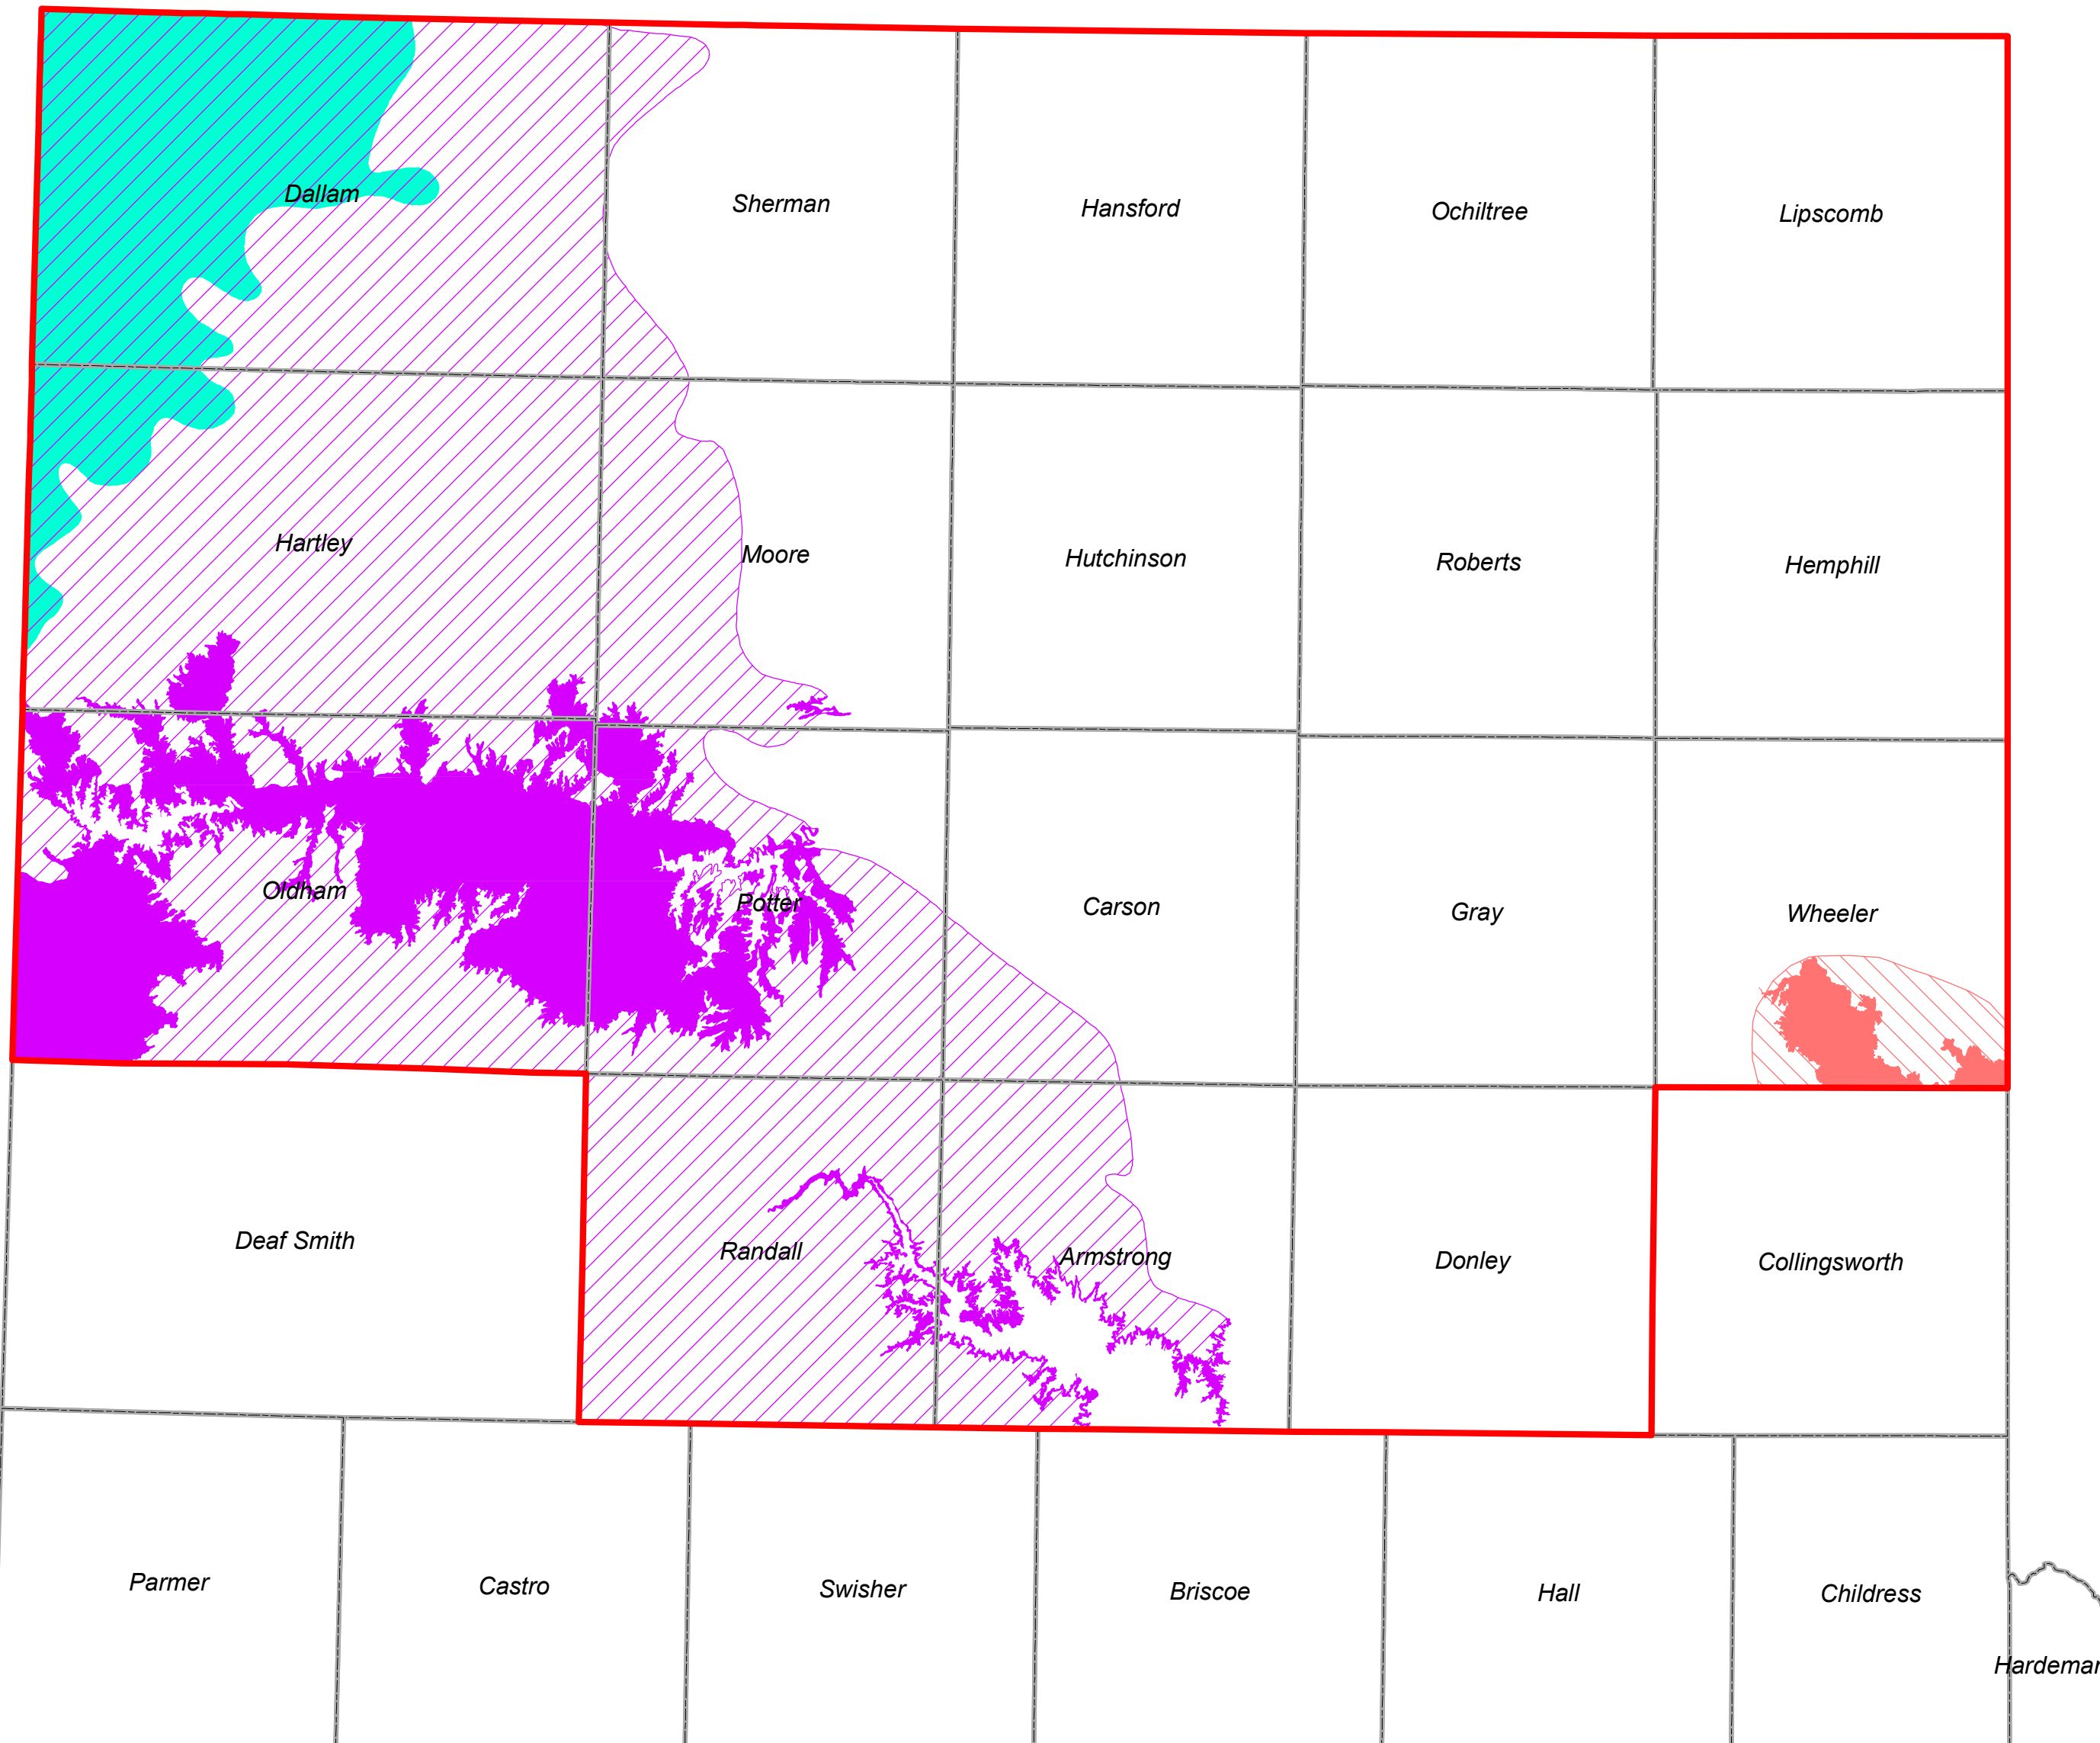 Dallam
Sherman
Hansford
Ochiltree
Lipscomb
Hartley
Moore
Hutchinson
Roberts
Hemphill
Oldham
Potter
Carson
Gray
Wheeler
Deaf Smith
Randall
Armstrong
Donley
Collingsworth
Parmer
Castro
Swisher
Briscoe
Hall
Childress
Hardeman